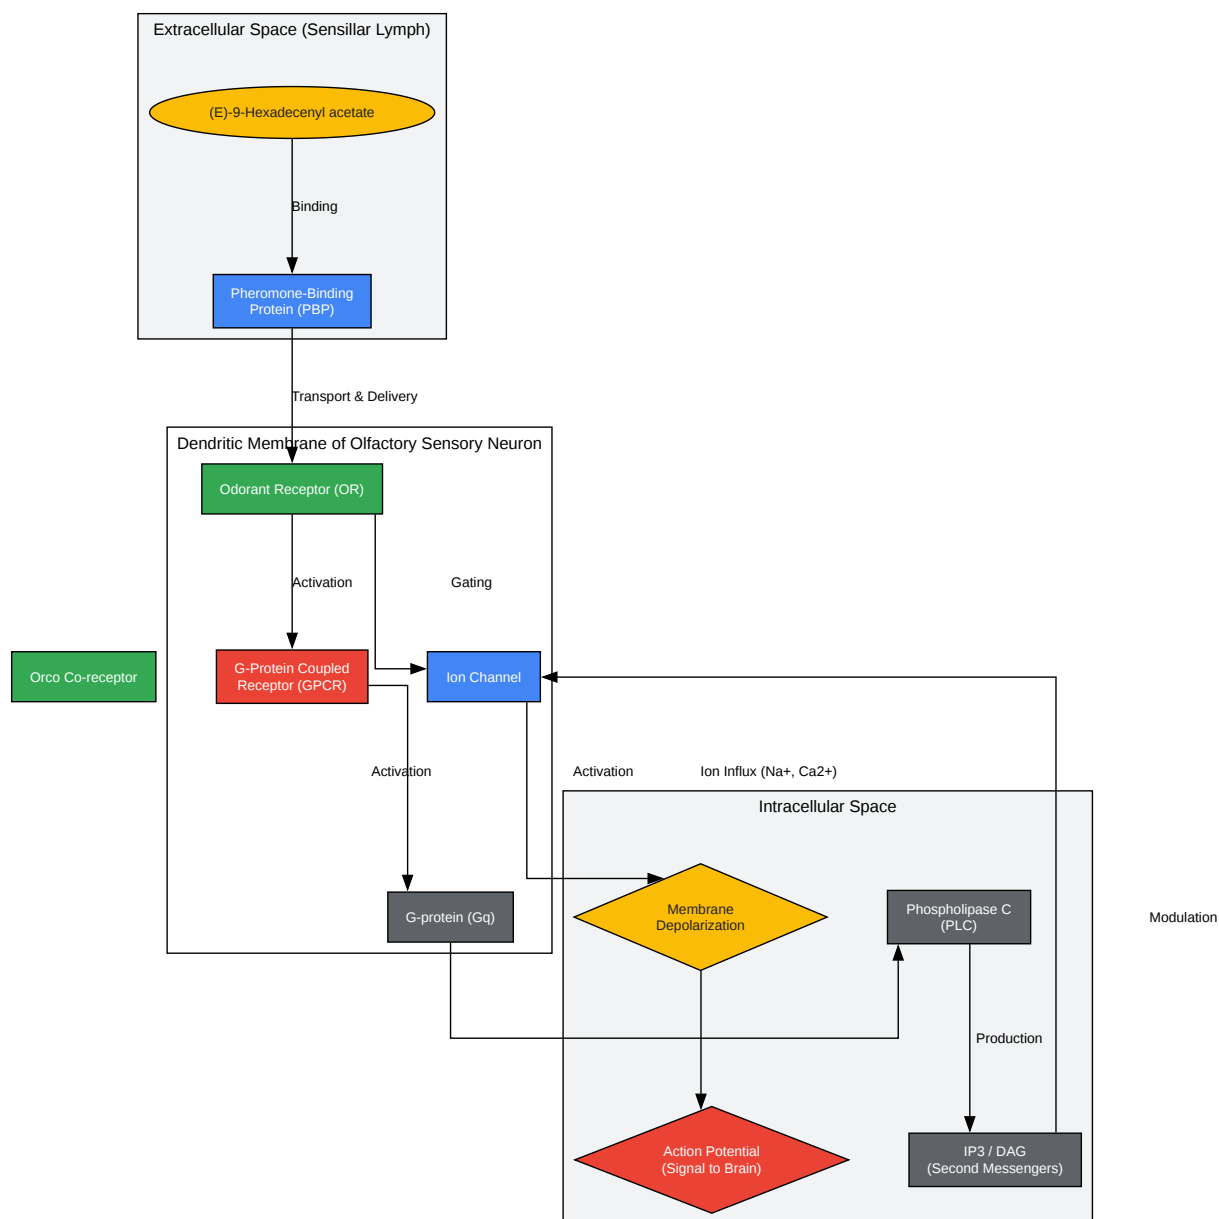 Extracellular Space (Sensillar Lymph)
(E)-9-Hexadecenyl acetate
Binding
Pheromone-Binding
Protein (PBP)
Transport & Delivery
Dendritic Membrane of Olfactory Sensory Neuron
Odorant Receptor (OR)
Activation
Gating
Orco Co-receptor
G-Protein Coupled
Receptor (GPCR)
Ion Channel
Activation
Activation
Ion Influx (Na+, Ca2+)
Intracellular Space
G-protein (Gq)
Membrane
Depolarization
Phospholipase C
(PLC)
Modulation
Production
Action Potential
(Signal to Brain)
IP3 / DAG
(Second Messengers)